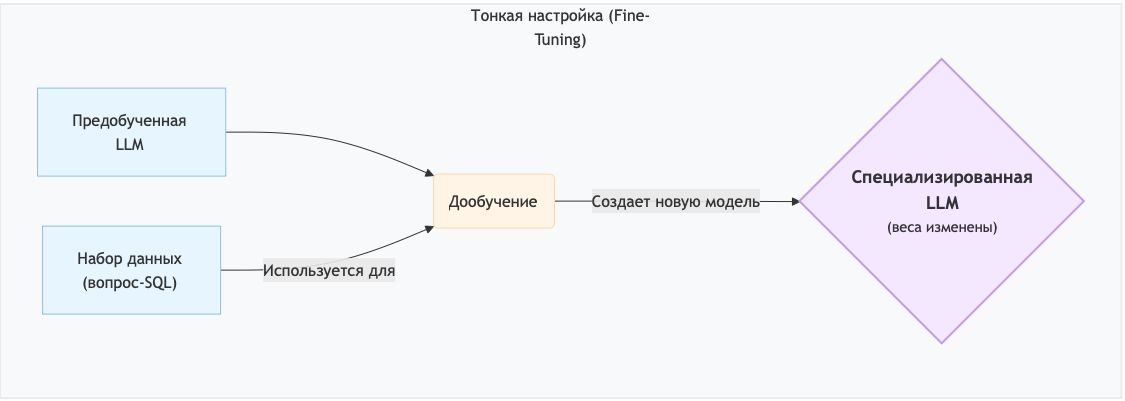 Тонкая настройка (Fine-
Tuning)
Предобученная
LLM
Набор данных
(вопрос-SQL)
Используется для
Дообучение
Создает новую модель
Специализированная
LLM
(веса изменены)